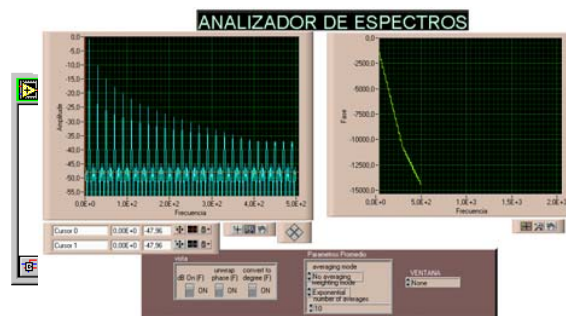 ANALIZADOR DE ESPECTROS
0,0-
-5,0-
-10,0-
-15,0-
-20,0-
-25,0-
-30,0-
-35,0-
-40,0-
-45,0-
-50,0-
-55,0-
Amplitude
0,0E+0 1,0E+2 2,0E+2 3,0E+2 4,0E+2 5,0E+2
Frecuencia
0,0-
-2500,0-
-5000,0-
-7500,0-
-10000,0-
-12500,0-
-15000,0-
Fase
0,0E+0 5,0E+2 1,0E+3 1,5E+3
Frecuencia
Cursor 0 0,00E+0 -47,96
Cursor 1 0,00E+0 -47,96
vista
dB On (F)
unwrap phase (F)
convert to degree (F)
ON ON ON
Parametros Promedio
averaging mode
No averaging
weighting mode
Exponential
number of averages
10
VENTANA
None